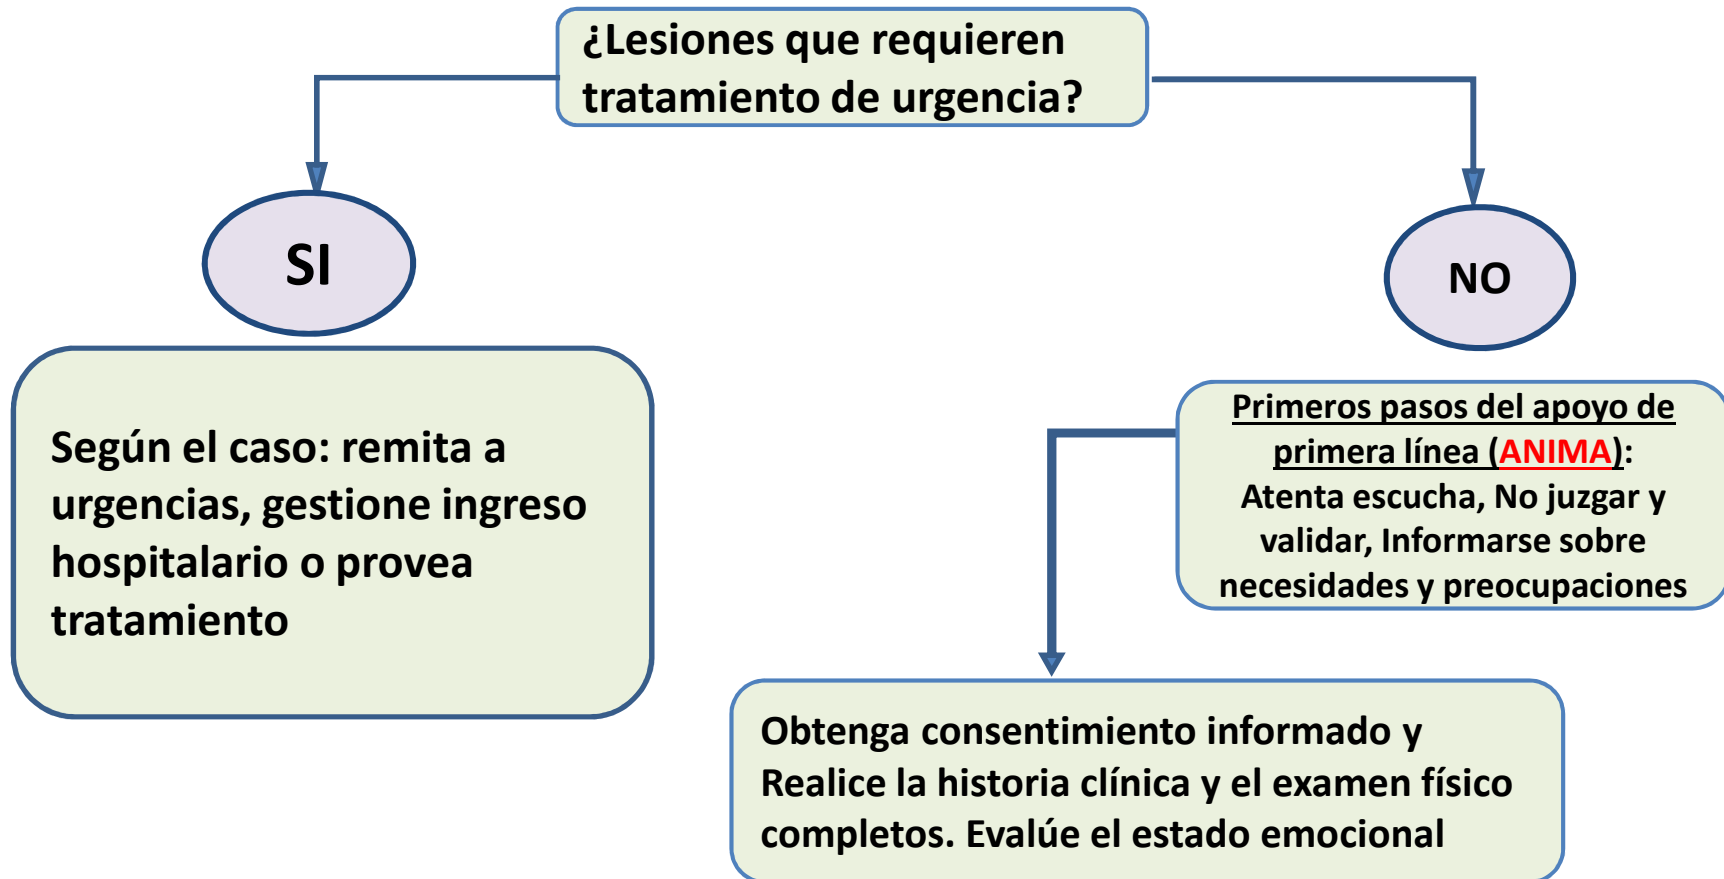 ¿Lesiones que requieren
tratamiento de urgencia?
SI
NO
Según el caso: remita a
urgencias, gestione ingreso
hospitalario o provea
tratamiento
Primeros pasos del apoyo de
primera línea (ANIMA):
Atenta escucha, No juzgar y
validar, Informarse sobre
necesidades y preocupaciones
Obtenga consentimiento informado y
Realice la historia clínica y el examen físico
completos. Evalúe el estado emocional